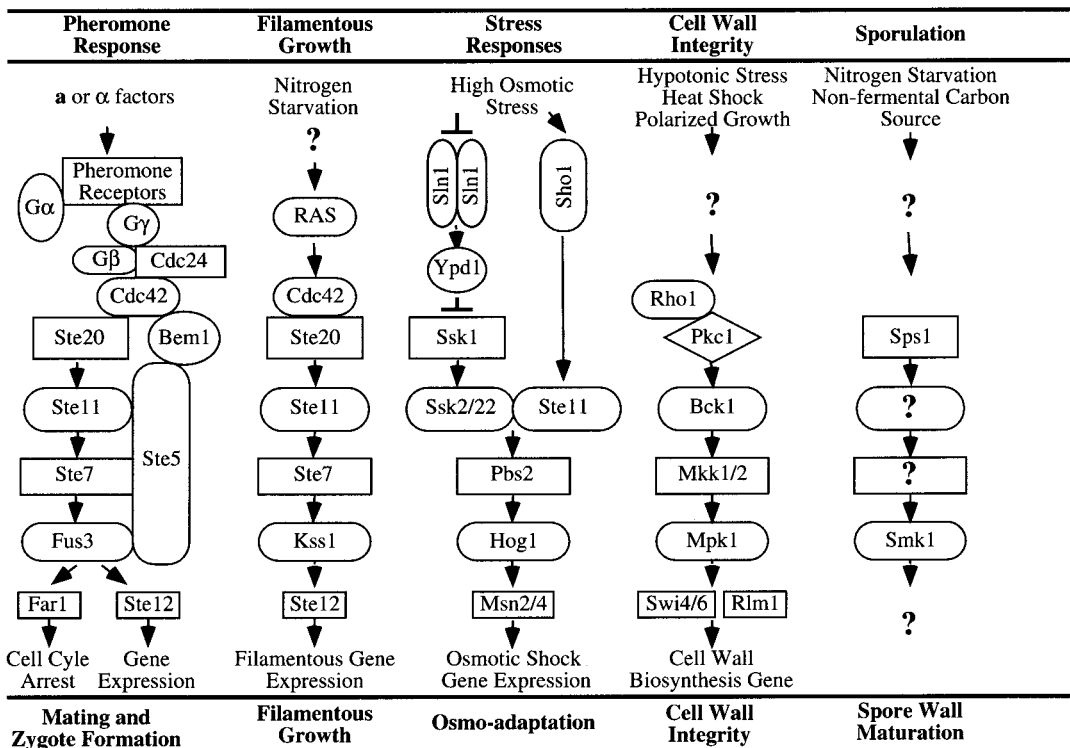 Pheromone
Response
Filamentous
Growth
Stress
Responses
Cell Wall
Integrity
Sporulation
a or α factors
Pheromone
Receptors
Gα
Gγ
Gβ
Cdc24
Cdc42
Ste20
Bem1
Ste11
Ste5
Ste7
Fus3
Far1
Ste12
Cell Cyle
Arrest
Gene
Expression
Nitrogen
Starvation
?
RAS
Cdc42
Ste20
Ste11
Ste7
Kss1
Ste12
Filamentous Gene
Expression
High Osmotic
Stress
Sln1
Sln1
Sho1
Ypd1
Ssk1
Ssk2/22
Ste11
Pbs2
Hog1
Msn2/4
Osmotic Shock
Gene Expression
Hypotonic Stress
Heat Shock
Polarized Growth
?
Rho1
Pkc1
Bck1
Mkk1/2
Mpk1
Swi4/6
Rlm1
Cell Wall
Biosynthesis Gene
Nitrogen Starvation
Non-fermental Carbon
Source
?
Sps1
?
?
Smk1
?
Mating and
Zygote Formation
Filamentous
Growth
Osmo-adaptation
Cell Wall
Integrity
Spore Wall
Maturation